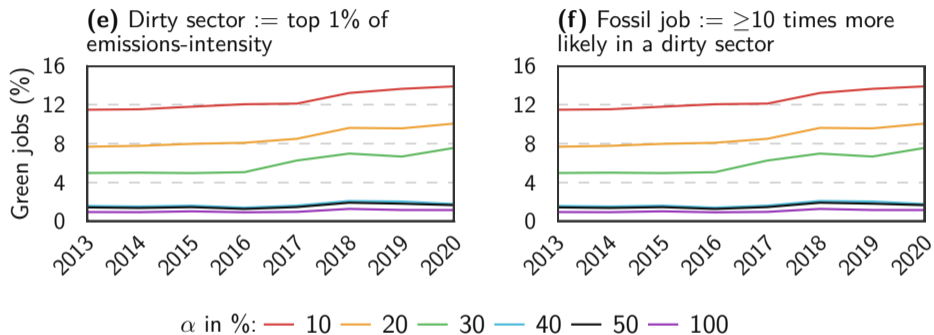 (e) Dirty sector := top 1% of
emissions-intensity
(f) Fossil job := ≥10 times more
likely in a dirty sector
Green jobs (%)
16
12
8
4
0
2013 2014 2015 2016 2017 2018 2019 2020
16
12
8
4
0
2013 2014 2015 2016 2017 2018 2019 2020
α in %: 10 20 30 40 50 100